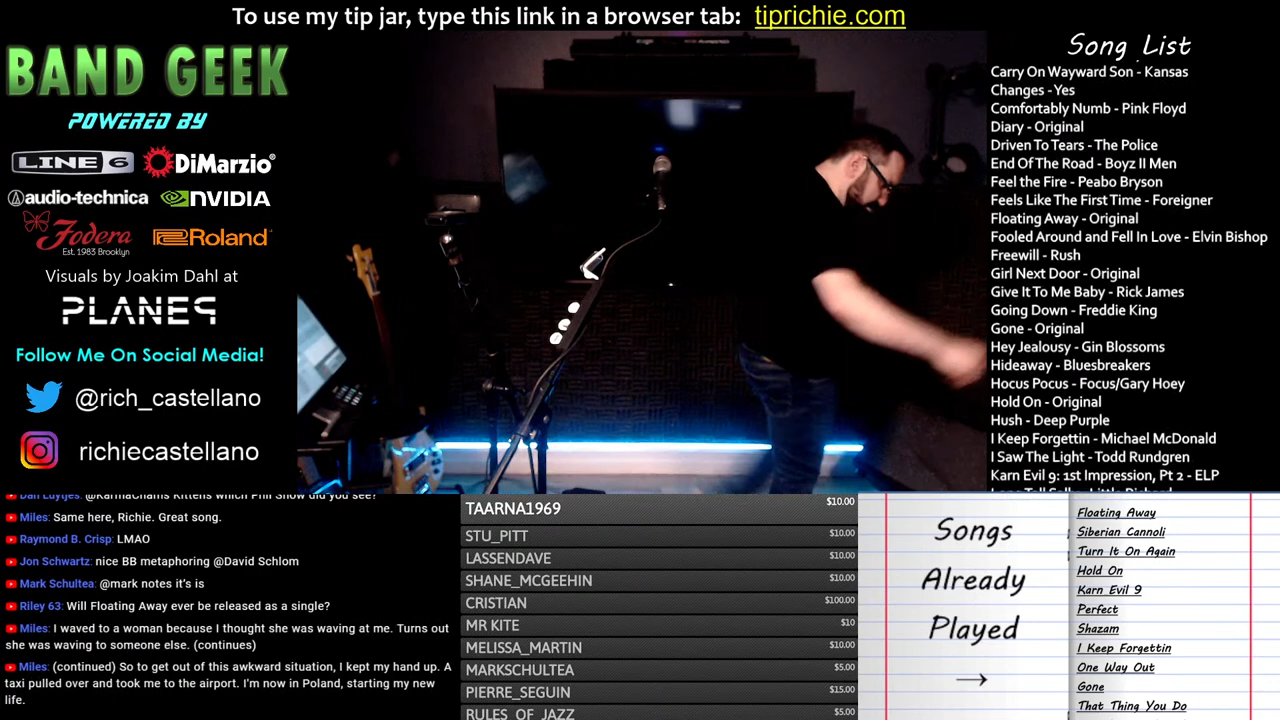 To use my tip jar, type this link in a browser tab: tiprichie.com
BAND GEEK
POWERED BY
LINE 6
DiMarzio
audio-technica
NVIDIA
Fodera
Est. 1983 Brooklyn
Roland
Visuals by Joakim Dahl at
PLANE9
Follow Me On Social Media!
@rich_castellano
richiecastellano
Song List
Carry On Wayward Son - Kansas
Changes - Yes
Comfortably Numb - Pink Floyd
Diary - Original
Driven To Tears - The Police
End Of The Road - Boyz II Men
Feel the Fire - Peabo Bryson
Feels Like The First Time - Foreigner
Floating Away - Original
Fooled Around and Fell In Love - Elvin Bishop
Freewill - Rush
Girl Next Door - Original
Give It To Me Baby - Rick James
Going Down - Freddie King
Gone - Original
Hey Jealousy - Gin Blossoms
Hideaway - Bluesbreakers
Hocus Pocus - Focus/Gary Hoey
Hold On - Original
Hush - Deep Purple
I Keep Forgettin - Michael McDonald
I Saw The Light - Todd Rundgren
Karn Evil 9: 1st Impression, Pt 2 - ELP
Dan Luytjes: @KarmaChams Kittens which Phil Show did you see?
Miles: Same here, Richie. Great song.
Raymond B. Crisp: LMAO
Jon Schwartz: nice BB metaphoring @David Schlom
Mark Schultea: @mark notes it's is
Riley 63: Will Floating Away ever be released as a single?
Miles: I waved to a woman because I thought she was waving at me. Turns out
she was waving to someone else. (continues)
Miles: (continued) So to get out of this awkward situation, I kept my hand up. A
taxi pulled over and took me to the airport. I'm now in Poland, starting my new
life.
TAARNA1969 $10.00
STU_PITT $10.00
LASSENDAVE $10.00
SHANE_MCGEEHIN $10.00
CRISTIAN $100.00
MR KITE $10
MELISSA_MARTIN $10.00
MARKSCHULTEA $5.00
PIERRE_SEGUIN $15.00
RULES_OF_JAZZ $5.00
Songs
Already
Played
→
Floating Away
Siberian Cannoli
Turn It On Again
Hold On
Karn Evil 9
Perfect
Shazam
I Keep Forgettin
One Way Out
Gone
That Thing You Do